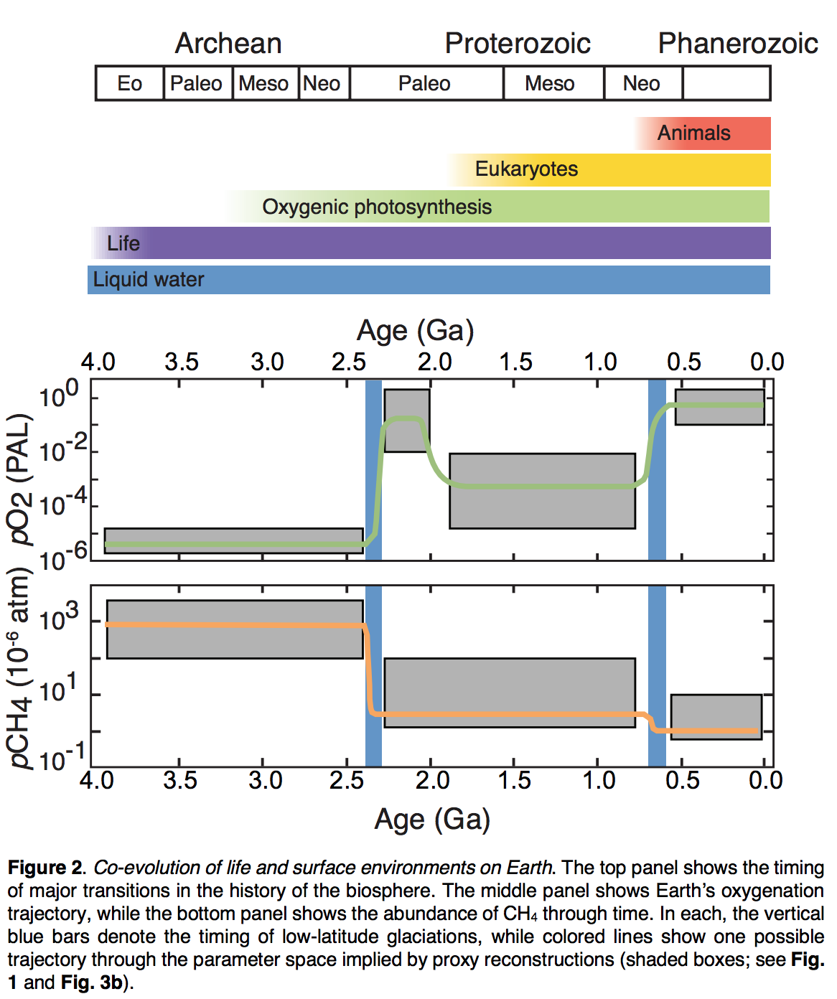 Archean Proterozoic Phanerozoic
Eo Paleo Meso Neo Paleo Meso Neo
Animals
Eukaryotes
Oxygenic photosynthesis
Life
Liquid water
Age (Ga)
4.0 3.5 3.0 2.5 2.0 1.5 1.0 0.5 0.0
pO2 (PAL)
10⁰
10⁻²
10⁻⁴
10⁻⁶
pCH4 (10⁻⁶ atm)
10³
10¹
10⁻¹
4.0 3.5 3.0 2.5 2.0 1.5 1.0 0.5 0.0
Age (Ga)
Figure 2. Co-evolution of life and surface environments on Earth. The top panel shows the timing
of major transitions in the history of the biosphere. The middle panel shows Earth's oxygenation
trajectory, while the bottom panel shows the abundance of CH₄ through time. In each, the vertical
blue bars denote the timing of low-latitude glaciations, while colored lines show one possible
trajectory through the parameter space implied by proxy reconstructions (shaded boxes; see Fig.
1 and Fig. 3b).